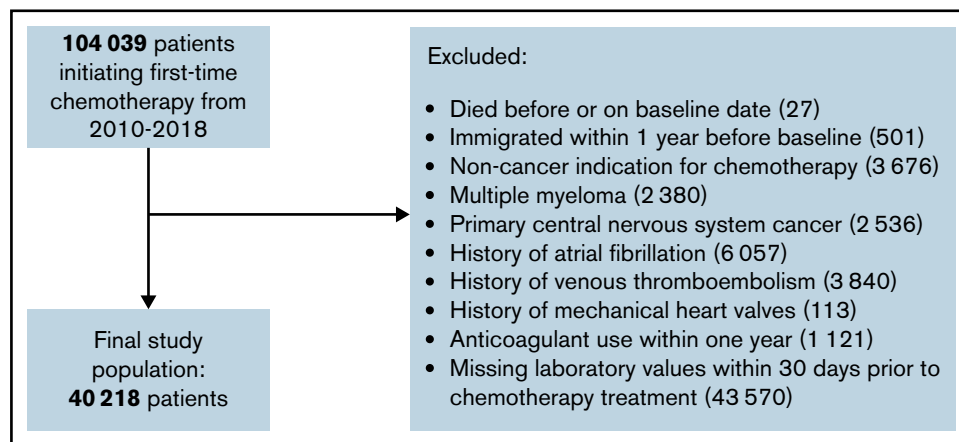 104 039 patients
initiating first-time
chemotherapy from
2010-2018
Excluded:
• Died before or on baseline date (27)
• Immigrated within 1 year before baseline (501)
• Non-cancer indication for chemotherapy (3 676)
• Multiple myeloma (2 380)
• Primary central nervous system cancer (2 536)
• History of atrial fibrillation (6 057)
• History of venous thromboembolism (3 840)
• History of mechanical heart valves (113)
• Anticoagulant use within one year (1 121)
• Missing laboratory values within 30 days prior to
chemotherapy treatment (43 570)
Final study
population:
40 218 patients